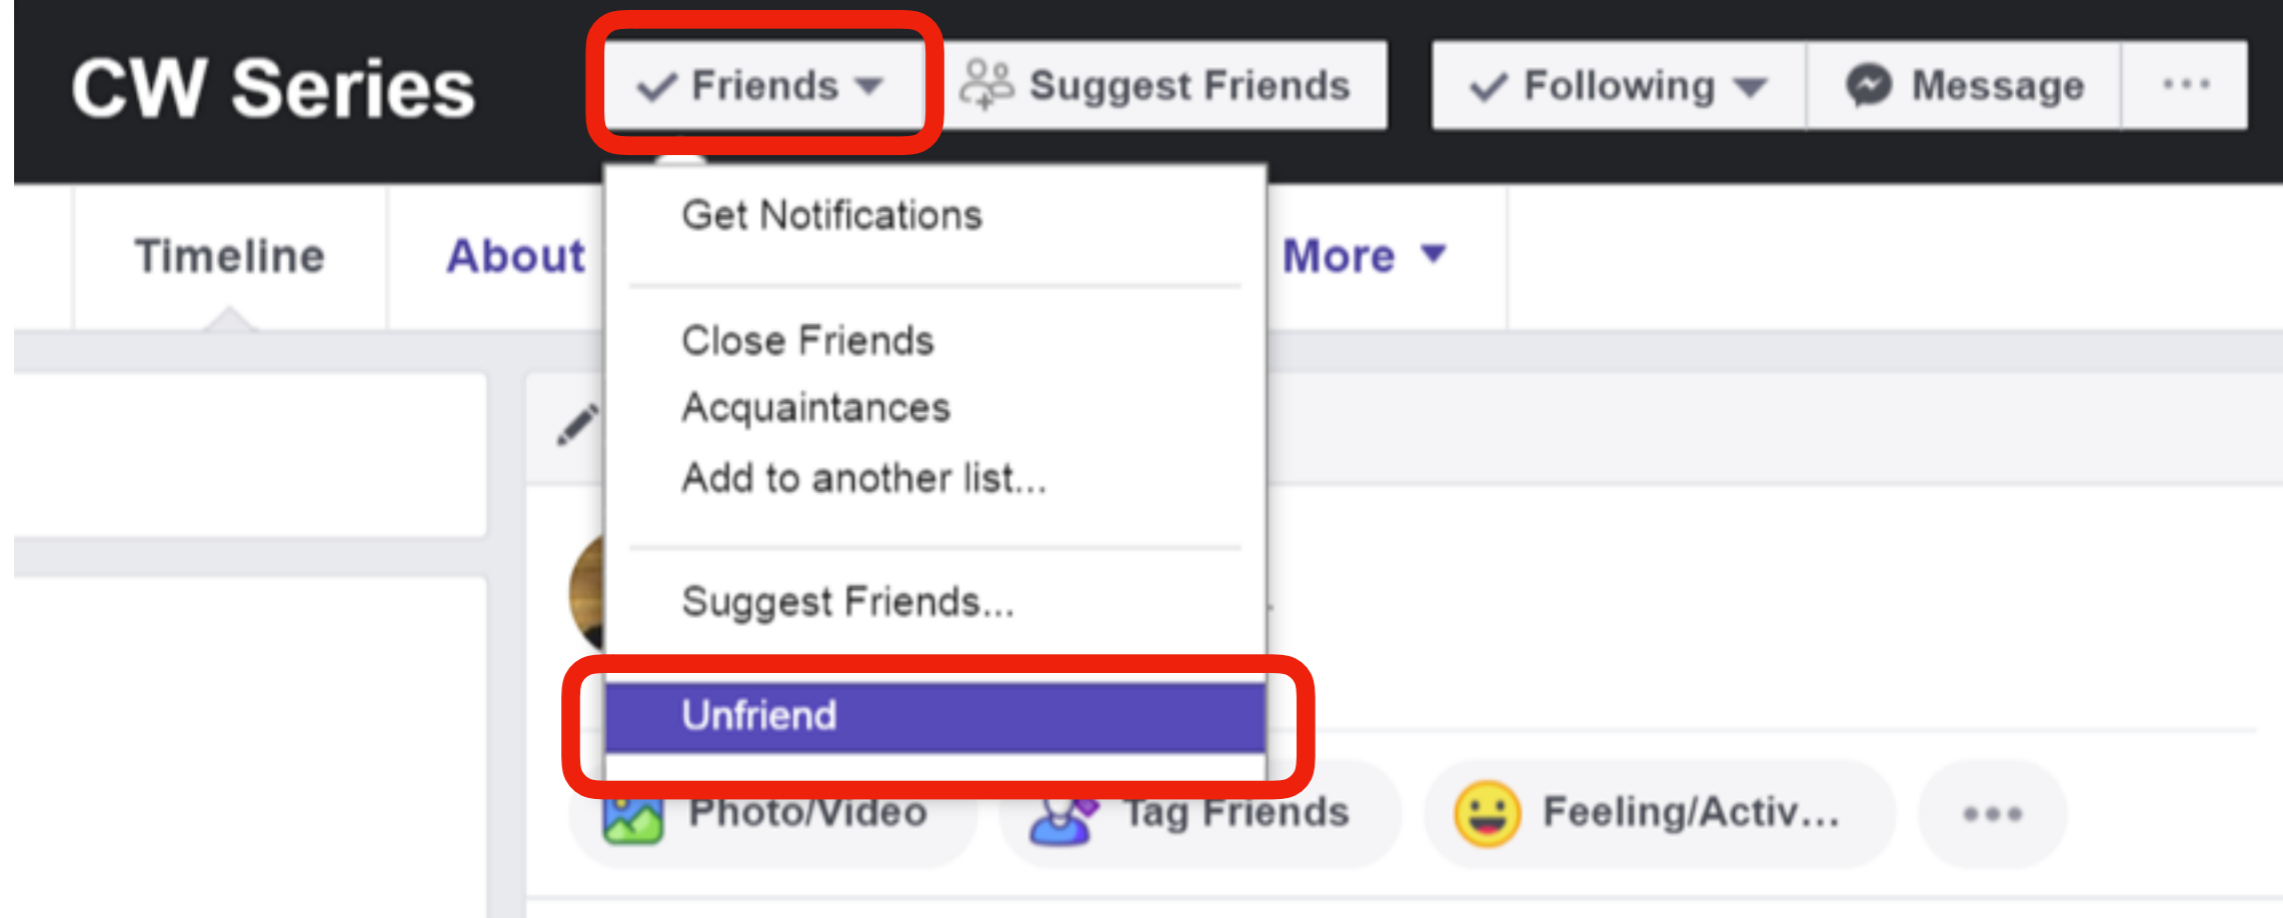 CW Series
Friends
Suggest Friends
Following
Message
Timeline
About
More
Get Notifications
Close Friends
Acquaintances
Add to another list...
Suggest Friends...
Unfriend
Photo/Video
Tag Friends
Feeling/Activ...